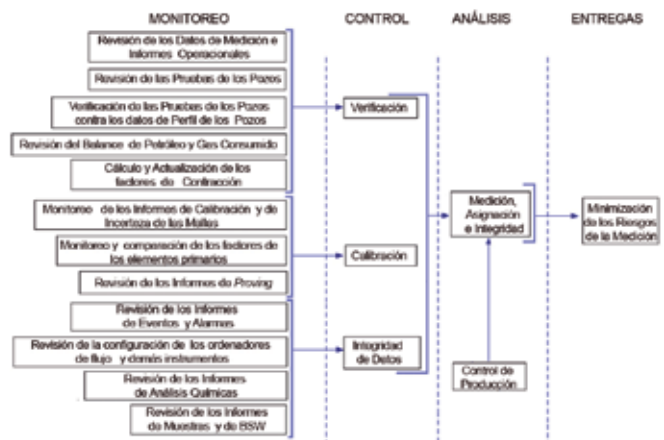 MONITOREO
CONTROL
ANÁLISIS
ENTREGAS
Revisión de los Datos de Medición e
Informes Operacionales
Revisión de las Pruebas de los Pozos
Verificación de las Pruebas de los Pozos
contra los datos de Perfil de los Pozos
Revisión del Balance de Petróleo y Gas Consumido
Cálculo y Actualización de los
factores de Contracción
Monitoreo de los Informes de Calibración y de
Incerteza de las Mallas
Monitoreo y comparación de los factores de
los elementos primarios
Revisión de los Informes de Proving
Revisión de los Informes
de Eventos y Alarmas
Revisión de la configuración de los ordenadores
de flujo y demás instrumentos
Revisión de los Informes
de Análisis Químicas
Revisión de los Informes
de Muestras y de BSW
Verificación
Calibración
Integridad
de Datos
Medición,
Asignación
e Integridad
Control de
Producción
Minimización
de los Riesgos
de la Medición